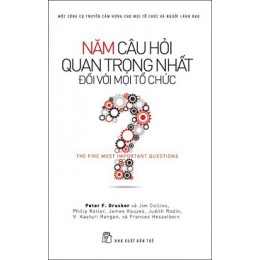 MỘT CÔNG CỤ TRUYỀN CẢM HỨNG CHO MỌI TỔ CHỨC VÀ NGƯỜI LÃNH ĐẠO
NĂM CÂU HỎI
QUAN TRỌNG NHẤT
ĐỐI VỚI MỌI TỔ CHỨC
THE FIVE MOST IMPORTANT QUESTIONS
Peter F. Drucker và Jim Collins,
Philip Kotler, James Kouzes, Judith Rodin,
V. Kasturi Rangan, và Frances Hesselbein
NHÀ XUẤT BẢN TRẺ